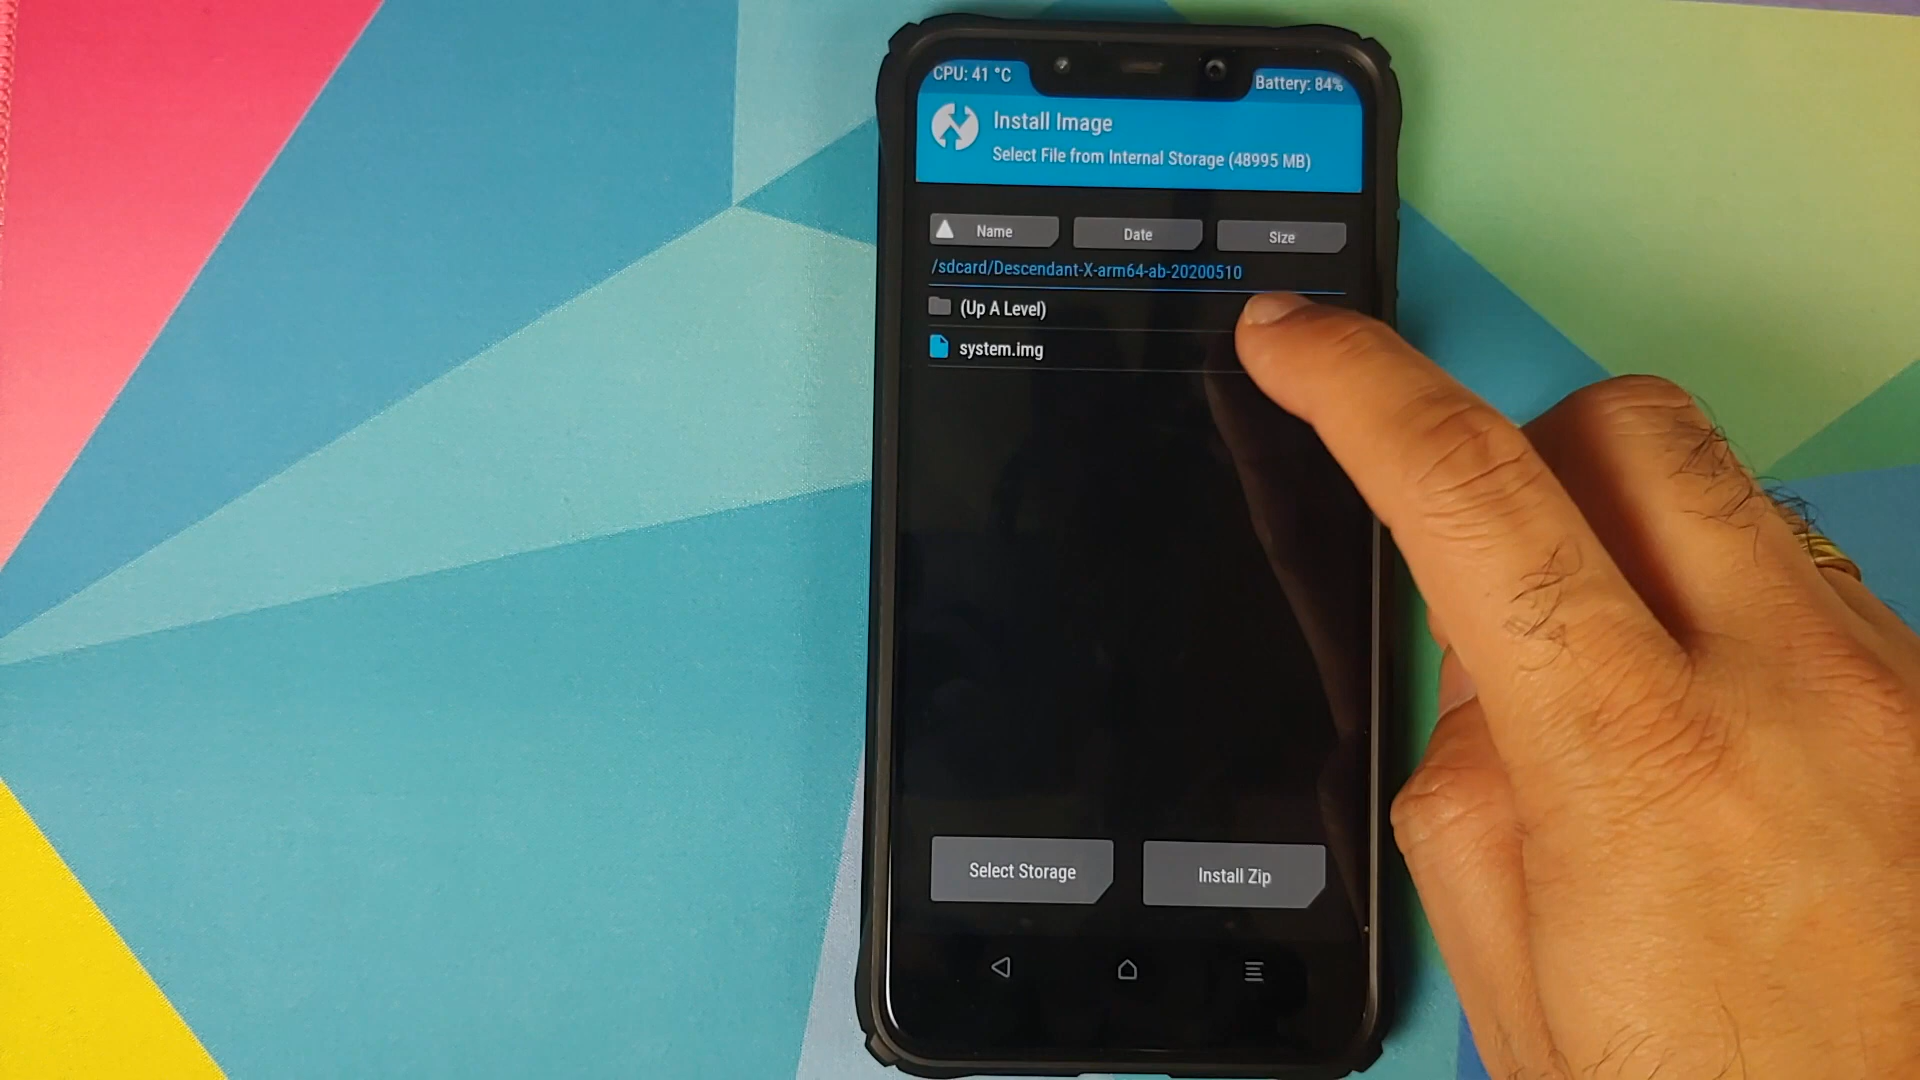 CPU: 41 °C
Battery: 84%
Install Image
Select File from Internal Storage (48995 MB)
Name
Date
Size
/sdcard/Descendant-X-arm64-ab-20200510
(Up A Level)
system.img
Select Storage
Install Zip